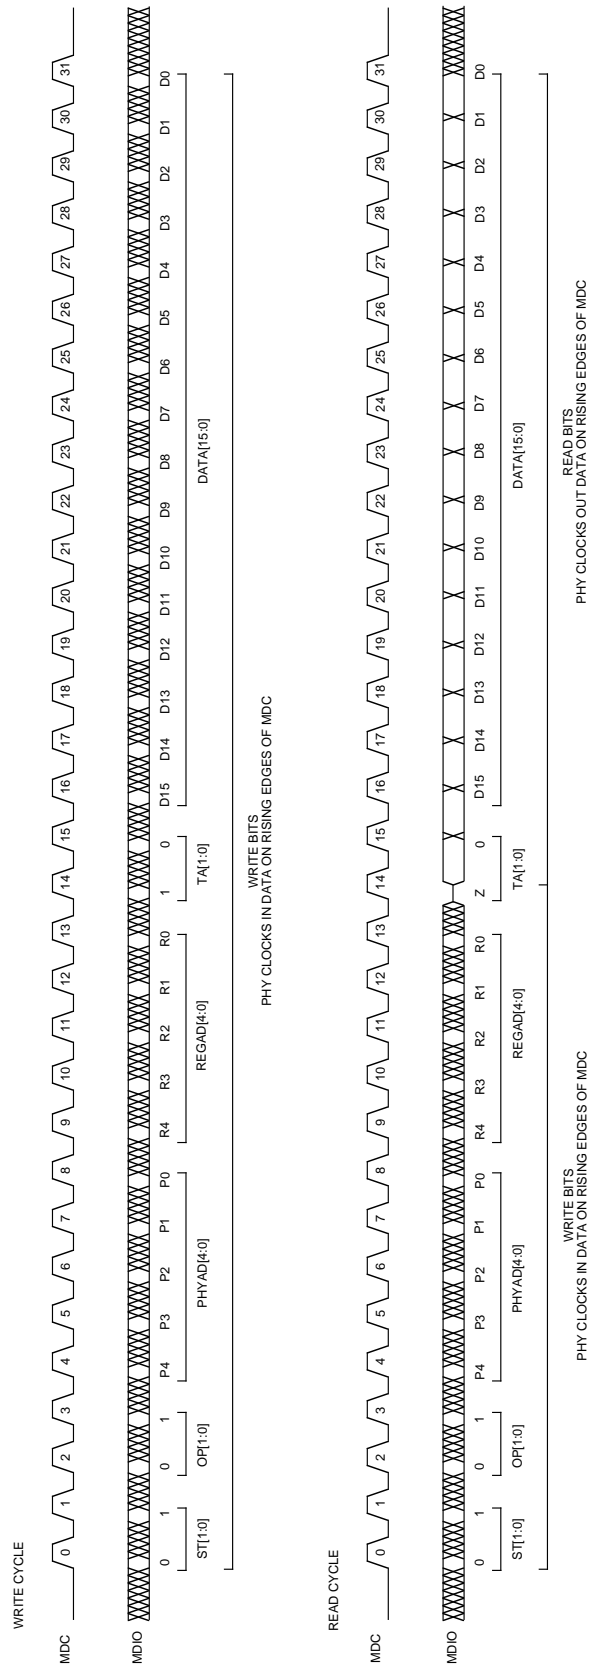 WRITE CYCLE
MDC 0 1 2 3 4 5 6 7 8 9 10 11 12 13 14 15 16 17 18 19 20 21 22 23 24 25 26 27 28 29 30 31
MDIO
0 1 0 1 P4 P3 P2 P1 P0 R4 R3 R2 R1 R0 1 0 D15 D14 D13 D12 D11 D10 D9 D8 D7 D6 D5 D4 D3 D2 D1 D0
ST[1:0] OP[1:0] PHYAD[4:0] REGAD[4:0] TA[1:0] DATA[15:0]
WRITE BITS
PHY CLOCKS IN DATA ON RISING EDGES OF MDC
READ CYCLE
MDC 0 1 2 3 4 5 6 7 8 9 10 11 12 13 14 15 16 17 18 19 20 21 22 23 24 25 26 27 28 29 30 31
MDIO
0 1 0 1 P4 P3 P2 P1 P0 R4 R3 R2 R1 R0 Z 0 D15 D14 D13 D12 D11 D10 D9 D8 D7 D6 D5 D4 D3 D2 D1 D0
ST[1:0] OP[1:0] PHYAD[4:0] REGAD[4:0] TA[1:0] DATA[15:0]
WRITE BITS
PHY CLOCKS IN DATA ON RISING EDGES OF MDC
READ BITS
PHY CLOCKS OUT DATA ON RISING EDGES OF MDC